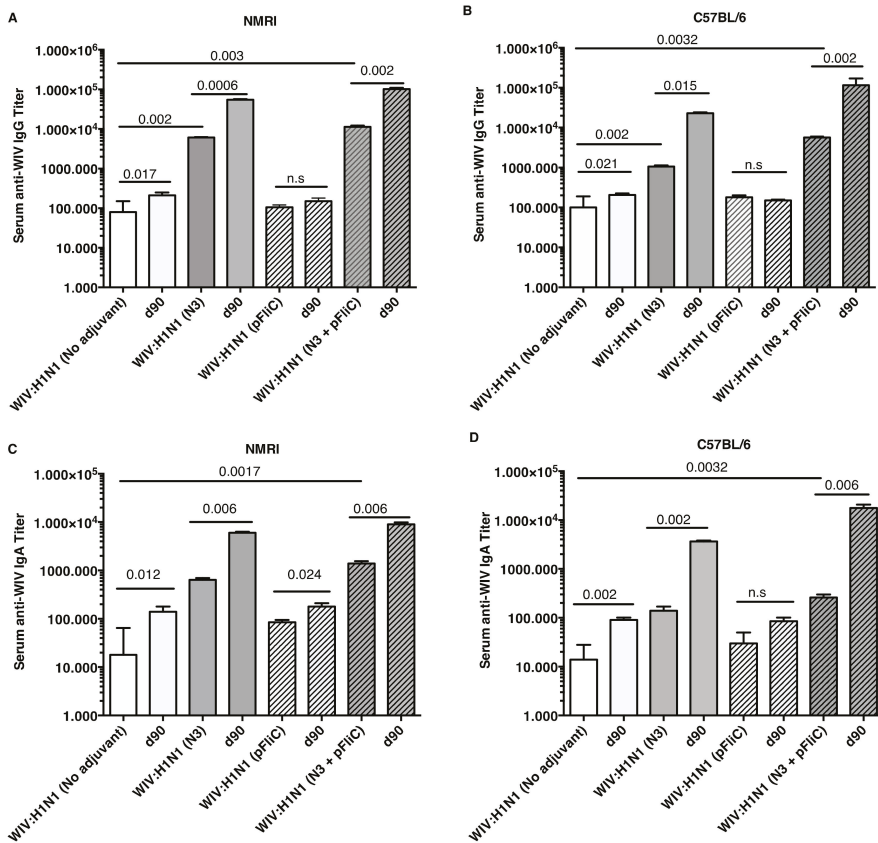 A
NMRI
Serum anti-WIV IgG Titer
1.000×10⁶
1.000×10⁵
1.000×10⁴
1000.000
100.000
10.000
1.000
0.003
0.002
0.0006
0.002
0.017
n.s
WIV:H1N1 (No adjuvant)
d90
WIV:H1N1 (N3)
d90
WIV:H1N1 (pFliC)
d90
WIV:H1N1 (N3 + pFliC)
d90
B
C57BL/6
Serum anti-WIV IgG Titer
1.000×10⁶
1.000×10⁵
1.000×10⁴
1000.000
100.000
10.000
1.000
0.0032
0.002
0.015
0.002
0.021
n.s
WIV:H1N1 (No adjuvant)
d90
WIV:H1N1 (N3)
d90
WIV:H1N1 (pFliC)
d90
WIV:H1N1 (N3 + pFliC)
d90
C
NMRI
Serum anti-WIV IgA Titer
1.000×10⁵
1.000×10⁴
1000.000
100.000
10.000
1.000
0.0017
0.006
0.006
0.012
0.024
WIV:H1N1 (No adjuvant)
d90
WIV:H1N1 (N3)
d90
WIV:H1N1 (pFliC)
d90
WIV:H1N1 (N3 + pFliC)
d90
D
C57BL/6
Serum anti-WIV IgA Titer
1.000×10⁵
1.000×10⁴
1000.000
100.000
10.000
1.000
0.0032
0.006
0.002
0.002
n.s
WIV:H1N1 (No adjuvant)
d90
WIV:H1N1 (N3)
d90
WIV:H1N1 (pFliC)
d90
WIV:H1N1 (N3 + pFliC)
d90